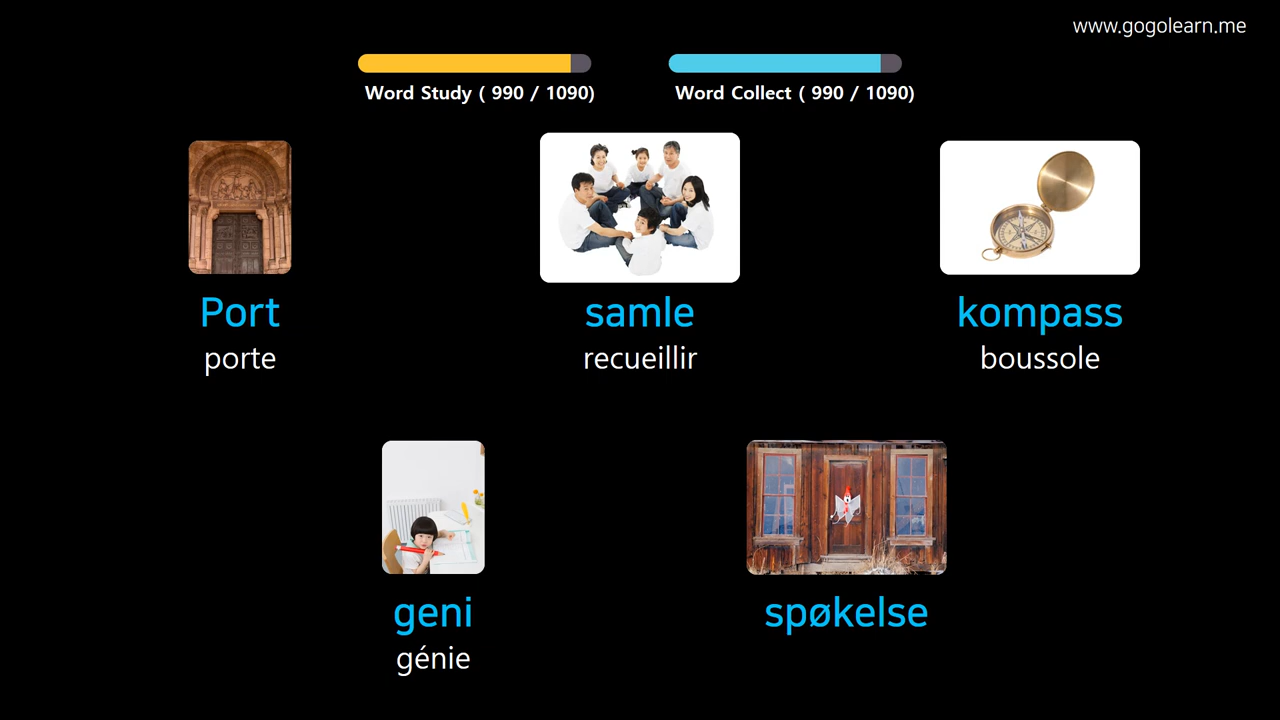 www.gogolearn.me
Word Study ( 990 / 1090)
Word Collect ( 990 / 1090)
Port
samle
kompass
porte
recueillir
boussole
geni
spøkelse
génie